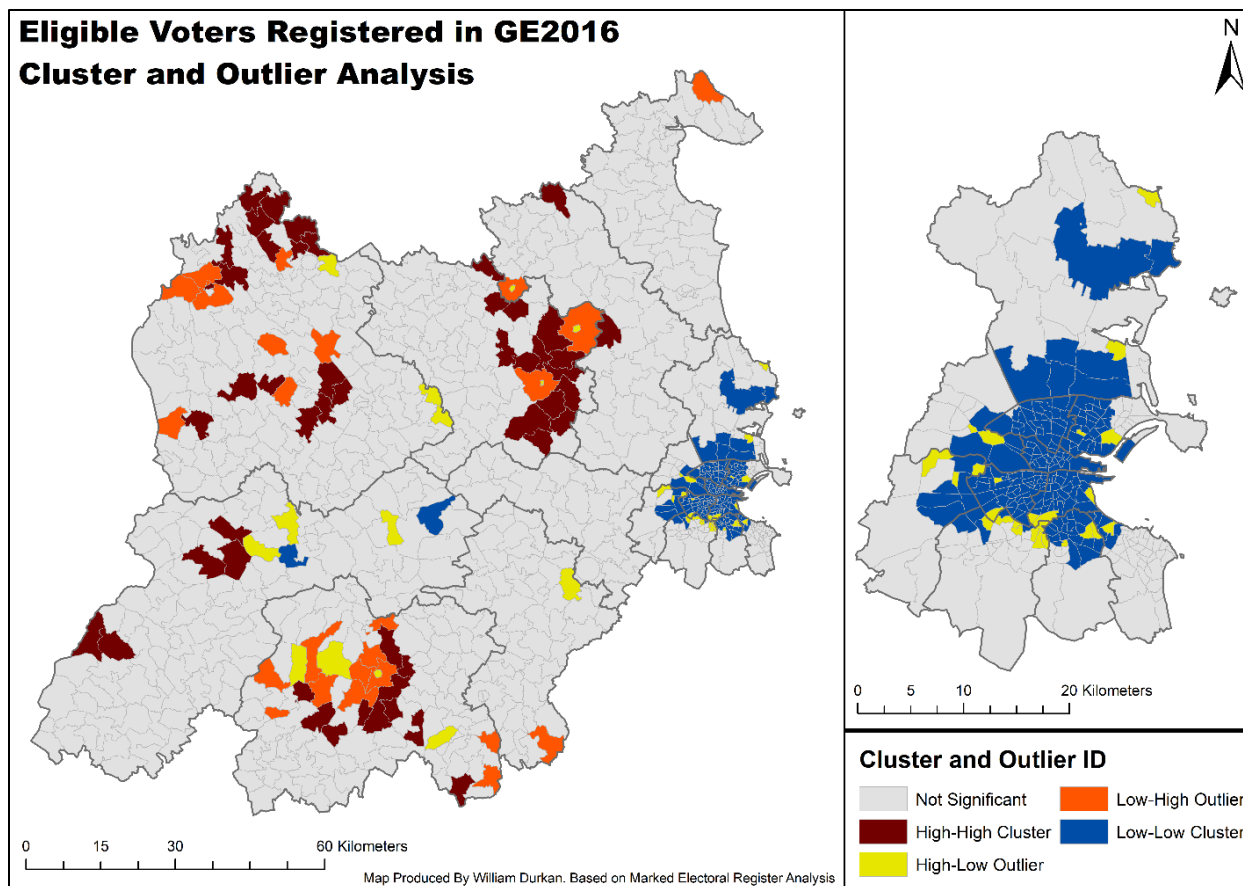 Eligible Voters Registered in GE2016
Cluster and Outlier Analysis
N
0 5 10 20 Kilometers
Cluster and Outlier ID
Not Significant
Low-High Outlier
High-High Cluster
Low-Low Cluster
High-Low Outlier
0 15 30 60 Kilometers
Map Produced By William Durkan. Based on Marked Electoral Register Analysis